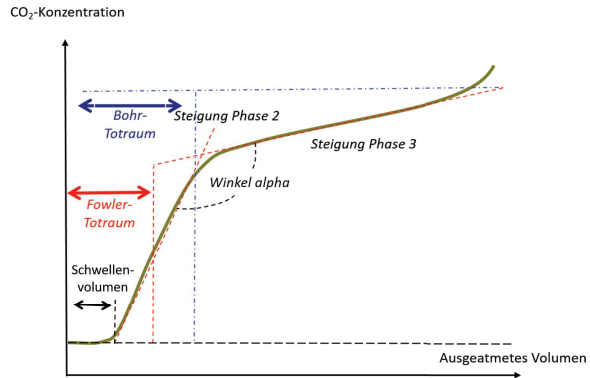 CO₂-Konzentration
Bohr-
Totraum
Steigung Phase 2
Steigung Phase 3
Winkel alpha
Fowler-
Totraum
Schwellen-
volumen
Ausgeatmetes Volumen